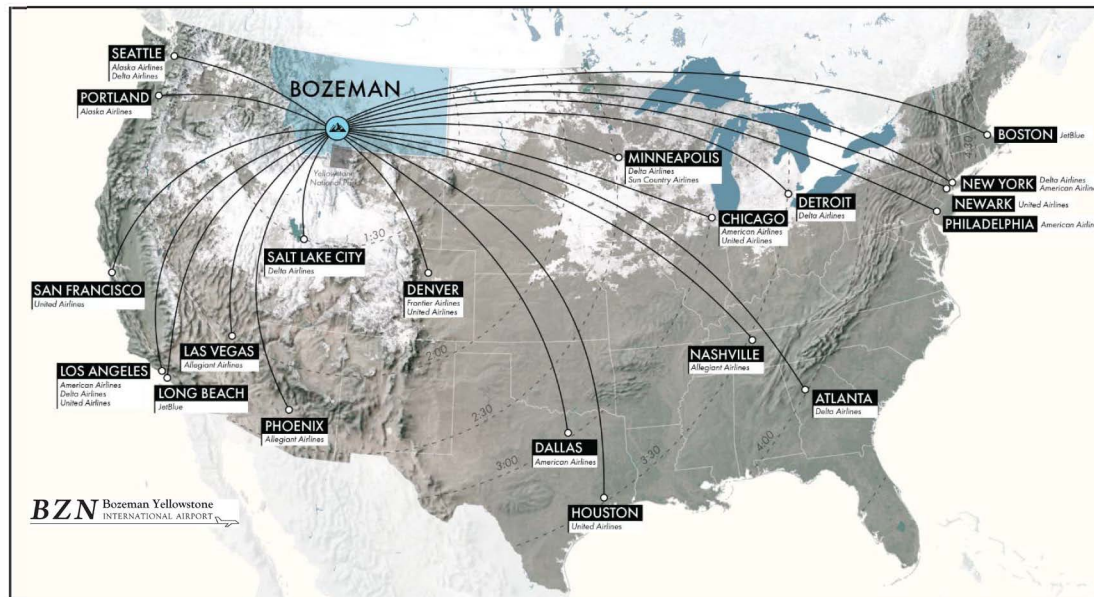 SEATTLE
Alaska Airlines
Delta Airlines
PORTLAND
Alaska Airlines
BOZEMAN
Yellowstone
National Park
BOSTON JetBlue
MINNEAPOLIS
Delta Airlines
Sun Country Airlines
DETROIT
Delta Airlines
NEW YORK
Delta Airlines
American Airlines
NEWARK United Airlines
PHILADELPHIA American Airlin
CHICAGO
American Airlines
United Airlines
1:30
SALT LAKE CITY
Delta Airlines
SAN FRANCISCO
United Airlines
DENVER
Frontier Airlines
United Airlines
LAS VEGAS
Allegiant Airlines
2:00
NASHVILLE
Allegiant Airlines
LOS ANGELES
American Airlines
Delta Airlines
United Airlines
LONG BEACH
JetBlue
ATLANTA
Delta Airlines
PHOENIX
Allegiant Airlines
2:30
DALLAS
American Airlines
3:00
3:30
4:00
HOUSTON
United Airlines
BZN Bozeman Yellowstone
INTERNATIONAL AIRPORT